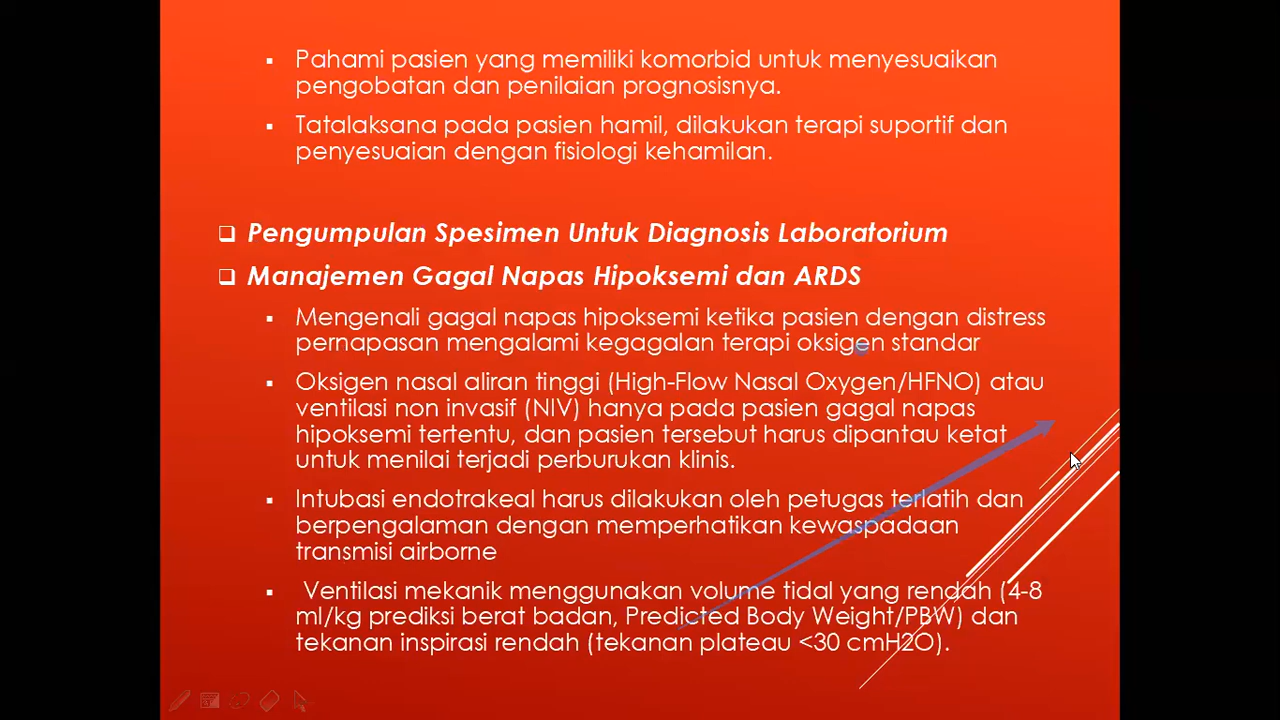 ▪ Pahami pasien yang memiliki komorbid untuk menyesuaikan
pengobatan dan penilaian prognosisnya.
▪ Tatalaksana pada pasien hamil, dilakukan terapi suportif dan
penyesuaian dengan fisiologi kehamilan.
❑ Pengumpulan Spesimen Untuk Diagnosis Laboratorium
❑ Manajemen Gagal Napas Hipoksemi dan ARDS
▪ Mengenali gagal napas hipoksemi ketika pasien dengan distress
pernapasan mengalami kegagalan terapi oksigen standar
▪ Oksigen nasal aliran tinggi (High-Flow Nasal Oxygen/HFNO) atau
ventilasi non invasif (NIV) hanya pada pasien gagal napas
hipoksemi tertentu, dan pasien tersebut harus dipantau ketat
untuk menilai terjadi perburukan klinis.
▪ Intubasi endotrakeal harus dilakukan oleh petugas terlatih dan
berpengalaman dengan memperhatikan kewaspadaan
transmisi airborne
▪ Ventilasi mekanik menggunakan volume tidal yang rendah (4-8
ml/kg prediksi berat badan, Predicted Body Weight/PBW) dan
tekanan inspirasi rendah (tekanan plateau <30 cmH2O).